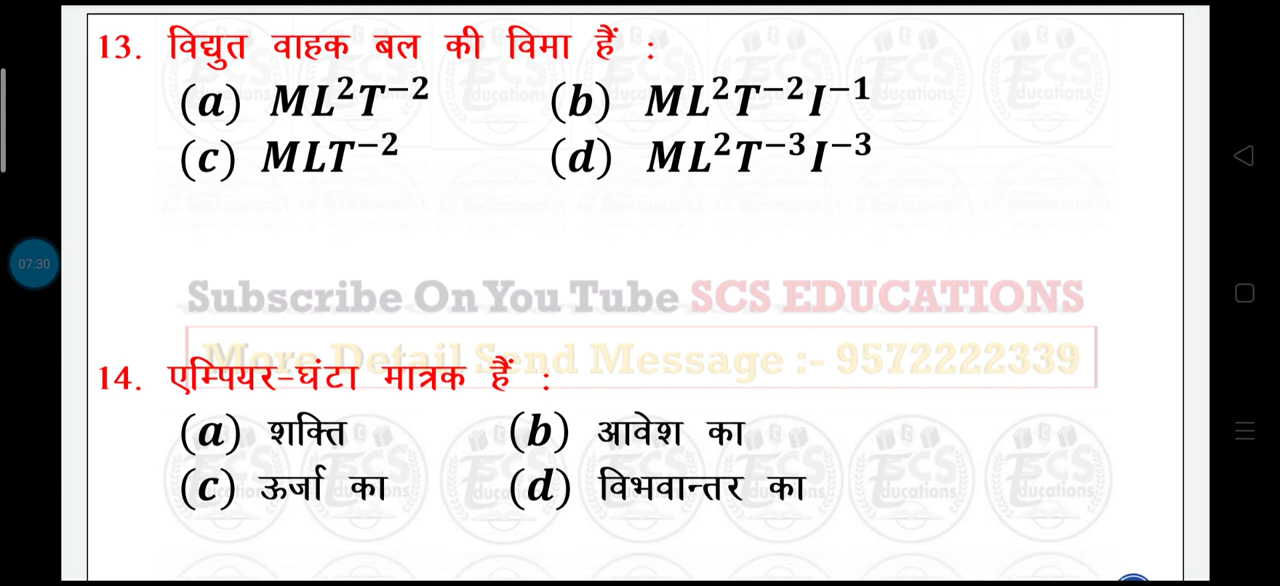 13. विद्युत वाहक बल की विमा हैं :
(a) ML²T⁻² (b) ML²T⁻²I⁻¹
(c) MLT⁻² (d) ML²T⁻³I⁻³
07:30
Subscribe On You Tube SCS EDUCATIONS
More Detail Send Message :- 9572222339
14. एम्पियर-घंटा मात्रक हैं :
(a) शक्ति (b) आवेश का
(c) ऊर्जा का (d) विभवान्तर का